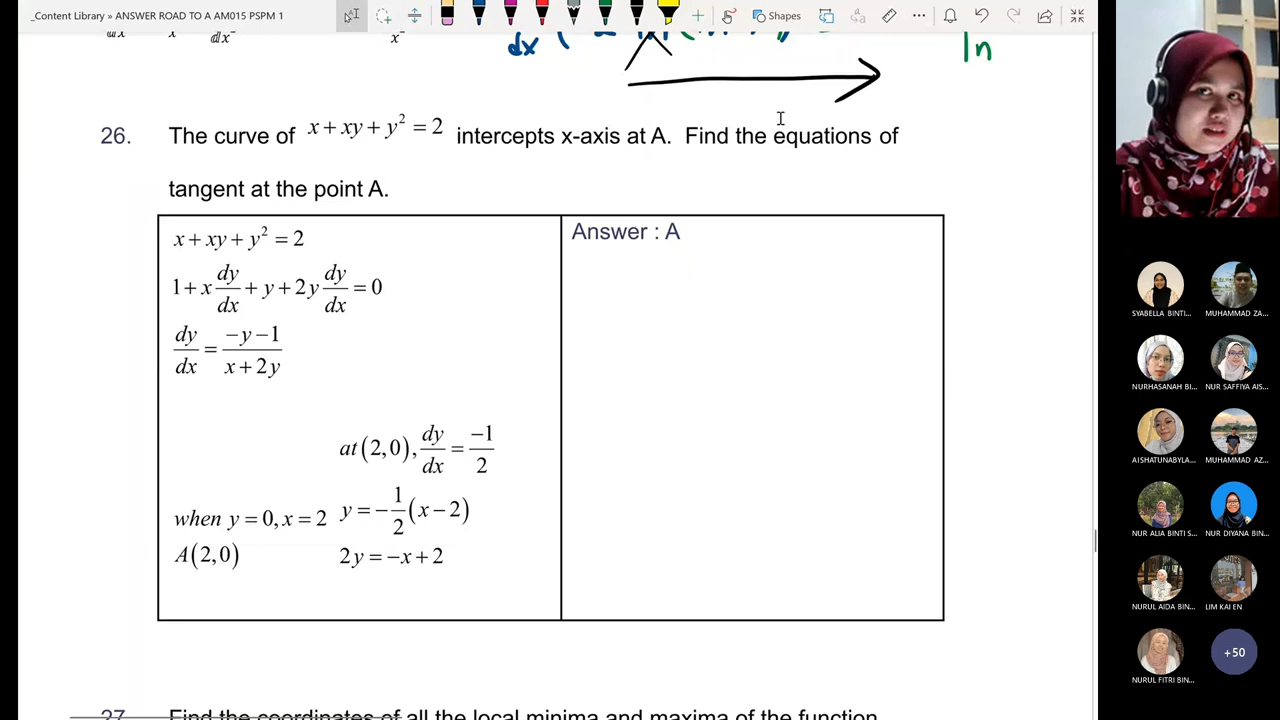 _Content Library » ANSWER ROAD TO A AM015 PSPM 1
Shapes
dx x dx x
dx
ln
26. The curve of x + xy + y² = 2 intercepts x-axis at A. Find the equations of
tangent at the point A.
x + xy + y² = 2
1 + x dy/dx + y + 2y dy/dx = 0
dy/dx = (-y-1)/(x+2y)
at (2,0), dy/dx = -1/2
when y = 0, x = 2
A(2,0)
y = -1/2 (x-2)
2y = -x + 2
Answer : A
27. Find the coordinates of all the local minima and maxima of the function
SYABELLA BINTI...
MUHAMMAD ZA...
NURHASANAH BI...
NUR SAFFIYA AIS...
AISHATUNABYLA...
MUHAMMAD AZ...
NUR ALIA BINTI S...
NUR DIYANA BIN...
NURUL AIDA BIN...
LIM KAI EN
NURUL FITRI BIN...
+50